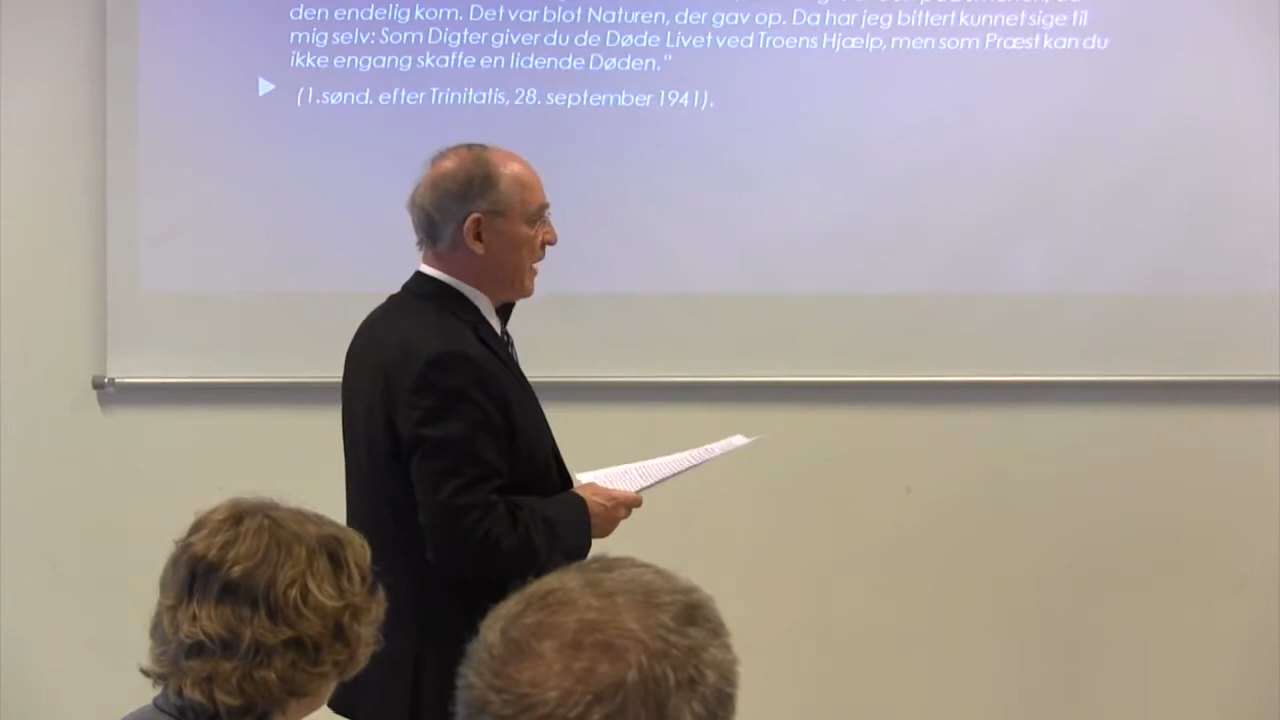 den endelig kom. Det var blot Naturen, der gav op. Da har jeg bittert kunnet sige til
mig selv: Som Digter giver du de Døde Livet ved Troens Hjælp, men som Præst kan du
ikke engang skaffe en lidende Døden."
(1.sønd. efter Trinitatis, 28. september 1941).